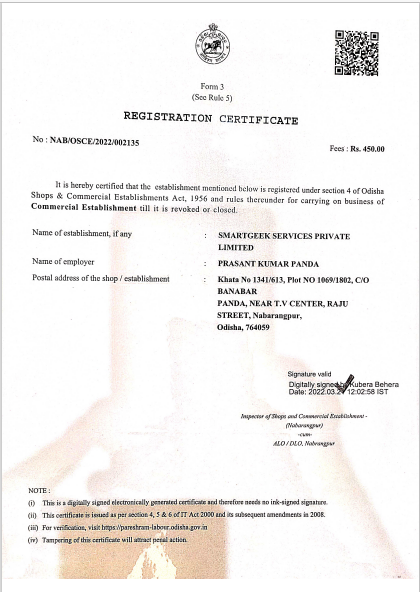 Form 3
(See Rule 5)
REGISTRATION CERTIFICATE
No : NAB/OSCE/2022/002135
Fees : Rs. 450.00
It is hereby certified that the establishment mentioned below is registered under section 4 of Odisha
Shops & Commercial Establishments Act, 1956 and rules thereunder for carrying on business of
Commercial Establishment till it is revoked or closed.
Name of establishment, if any : SMARTGEEK SERVICES PRIVATE
LIMITED
Name of employer : PRASANT KUMAR PANDA
Postal address of the shop / establishment : Khata No 1341/613, Plot NO 1069/1802, C/O
BANABAR
PANDA, NEAR T.V CENTER, RAJU
STREET, Nabarangpur,
Odisha, 764059
Signature valid
Digitally signed by Kubera Behera
Date: 2022.03.2 12:02:58 IST
Inspector of Shops and Commercial Establishment -
(Nabarangpur)
-cum-
ALO / DLO, Nabrangpur
NOTE :
(i) This is a digitally signed electronically generated certificate and therefore needs no ink-signed signature.
(ii) This certificate is issued as per section 4, 5 & 6 of IT Act 2000 and its subsequent amendments in 2008.
(iii) For verification, visit https://pareshram-labour.odisha.gov.in
(iv) Tampering of this certificate will attract penal action.